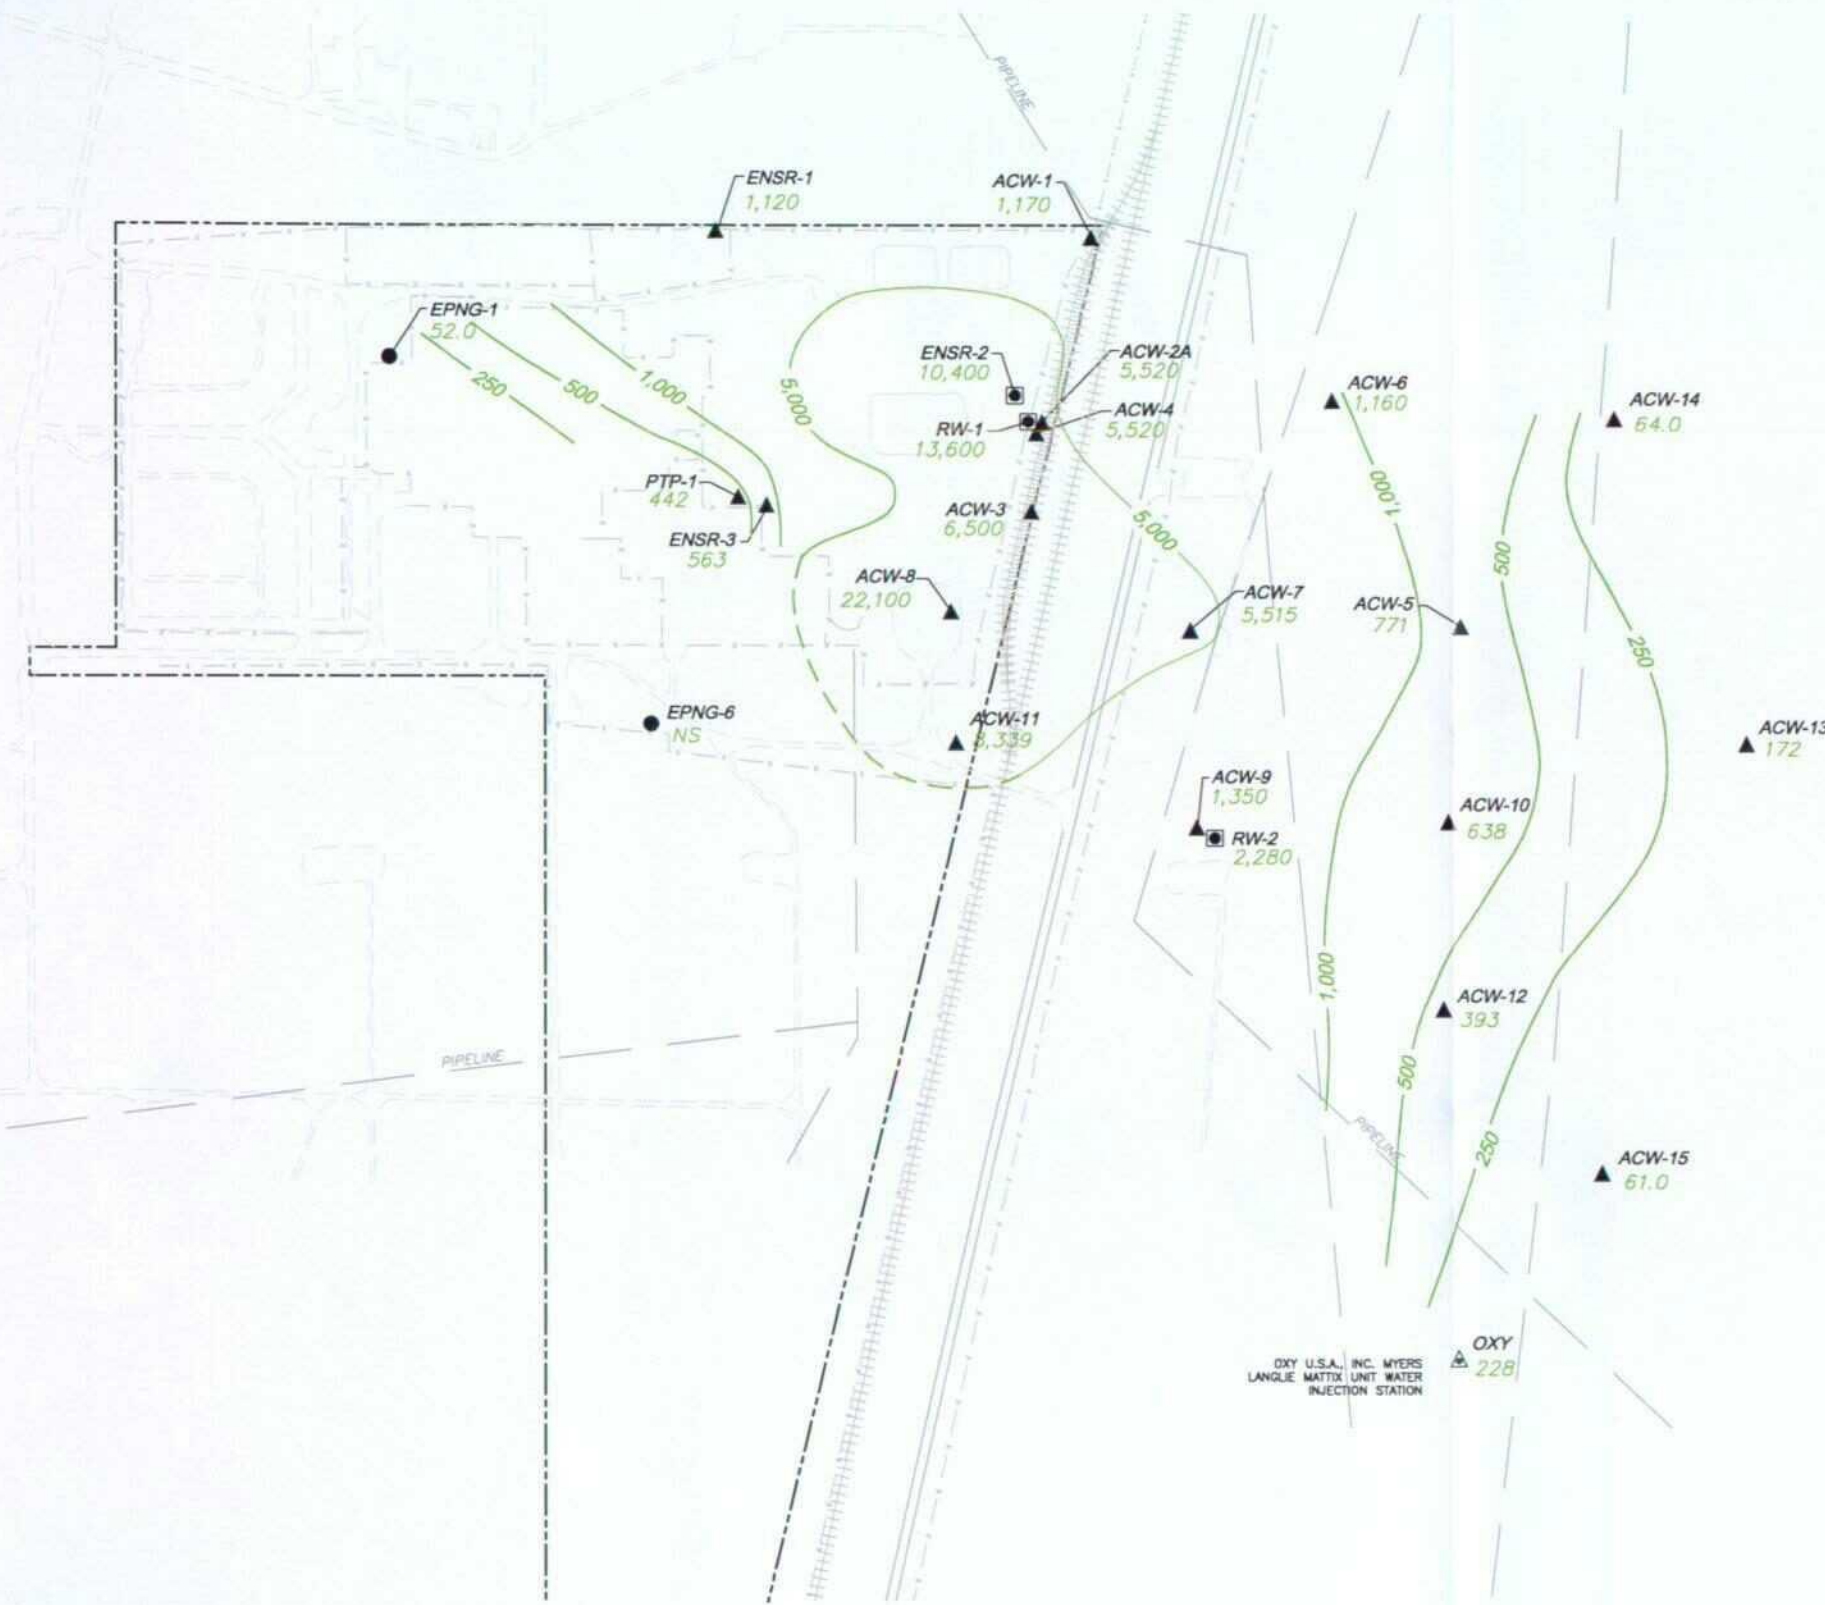 PIPELINE
ENSR-1
1,120
ACW-1
1,170
EPNG-1
52.0
250
500
1,000
5,000
ENSR-2
10,400
ACW-2A
5,520
RW-1
13,600
ACW-4
5,520
ACW-6
1,160
ACW-14
64.0
PTP-1
442
ENSR-3
563
ACW-3
6,500
5,000
1,000
500
250
ACW-8
22,100
ACW-7
5,515
ACW-5
771
EPNG-6
NS
ACW-11
ACW-13
172
ACW-9
1,350
RW-2
2,280
ACW-10
638
1,000
ACW-12
393
PIPELINE
500
PIPELINE
250
ACW-15
61.0
OXY
228
OXY U.S.A., INC. MYERS
LANGLIE MATTIX UNIT WATER
INJECTION STATION